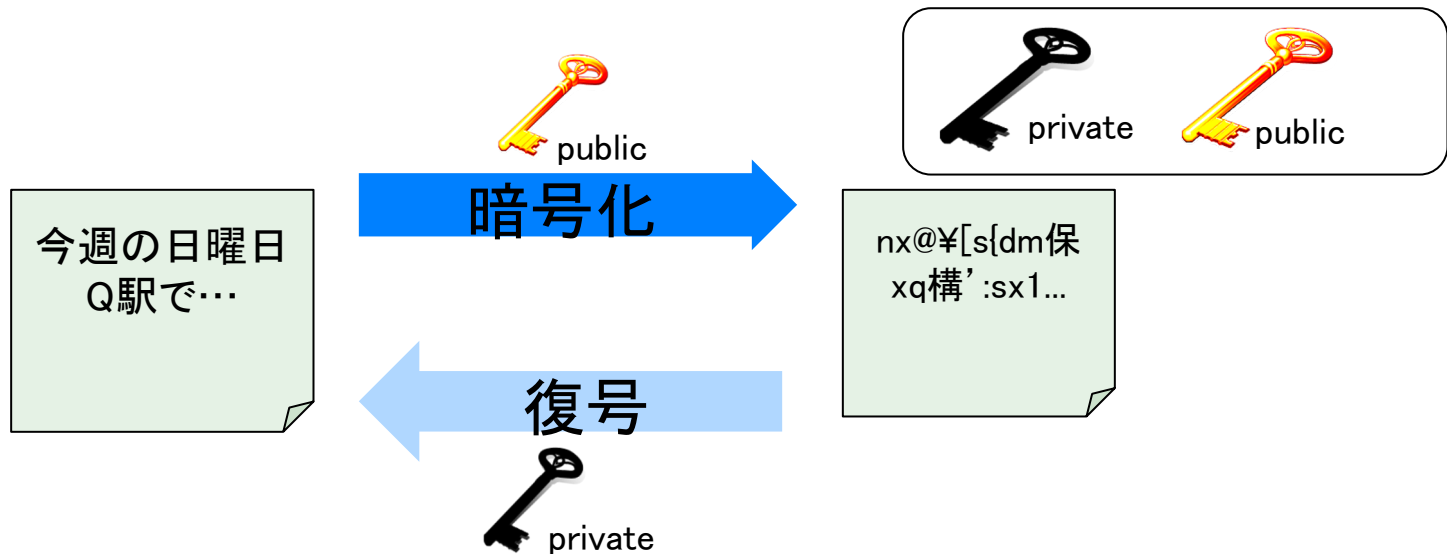 private
public
public
暗号化
今週の日曜日
Q駅で…
nx@¥[s{dm保
xq構’:sx1...
復号
private